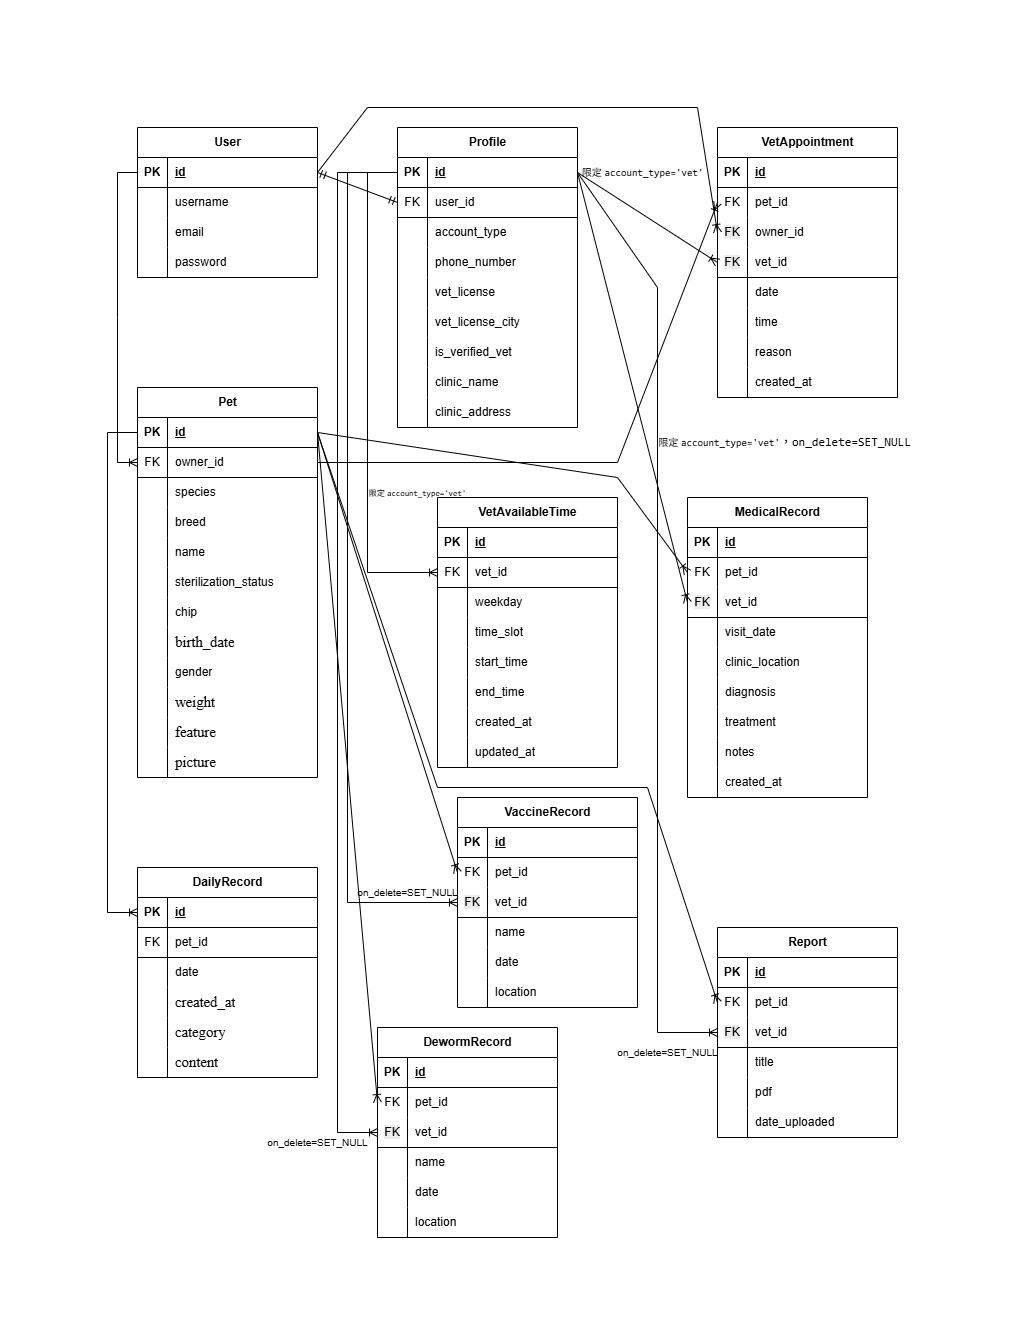 User
PK id
username
email
password
Profile
PK id
FK user_id
account_type
phone_number
vet_license
vet_license_city
is_verified_vet
clinic_name
clinic_address
限定 account_type='vet'
VetAppointment
PK id
FK pet_id
FK owner_id
FK vet_id
date
time
reason
created_at
Pet
PK id
FK owner_id
species
breed
name
sterilization_status
chip
birth_date
gender
weight
feature
picture
限定 account_type='vet'
VetAvailableTime
PK id
FK vet_id
weekday
time_slot
start_time
end_time
created_at
updated_at
限定 account_type='vet'，on_delete=SET_NULL
MedicalRecord
PK id
FK pet_id
FK vet_id
visit_date
clinic_location
diagnosis
treatment
notes
created_at
VaccineRecord
PK id
FK pet_id
on_delete=SET_NULL
FK vet_id
name
date
location
DailyRecord
PK id
FK pet_id
date
created_at
category
content
Report
PK id
FK pet_id
FK vet_id
on_delete=SET_NULL
title
pdf
date_uploaded
DewormRecord
PK id
FK pet_id
FK vet_id
on_delete=SET_NULL
name
date
location